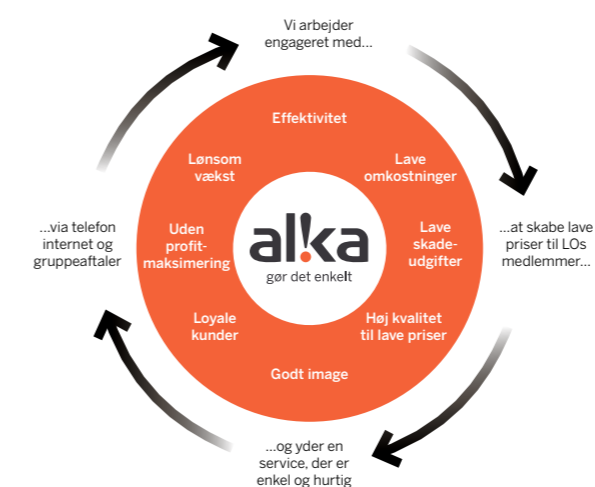 Vi arbejder
engageret med...
Effektivitet
Lønsom
vækst
Lave
omkostninger
...via telefon
internet og
gruppeaftaler
Uden
profit-
maksimering
alka
gør det enkelt
Lave
skade-
udgifter
...at skabe lave
priser til LOs
medlemmer...
Loyale
kunder
Høj kvalitet
til lave priser
Godt image
...og yder en
service, der er
enkel og hurtig